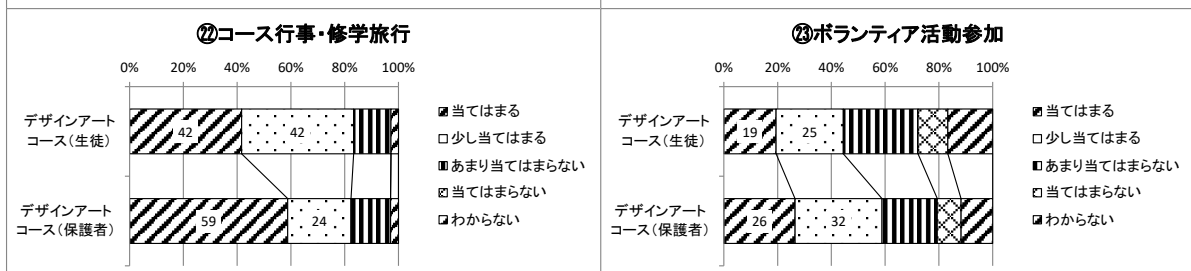 ㉒コース行事・修学旅行
0% 20% 40% 60% 80% 100%
デザインアート
コース(生徒)
42 42
デザインアート
コース(保護者)
59 24
当てはまる
少し当てはまる
あまり当てはまらない
当てはまらない
わからない
㉓ボランティア活動参加
0% 20% 40% 60% 80% 100%
デザインアート
コース(生徒)
19 25
デザインアート
コース(保護者)
26 32
当てはまる
少し当てはまる
あまり当てはまらない
当てはまらない
わからない